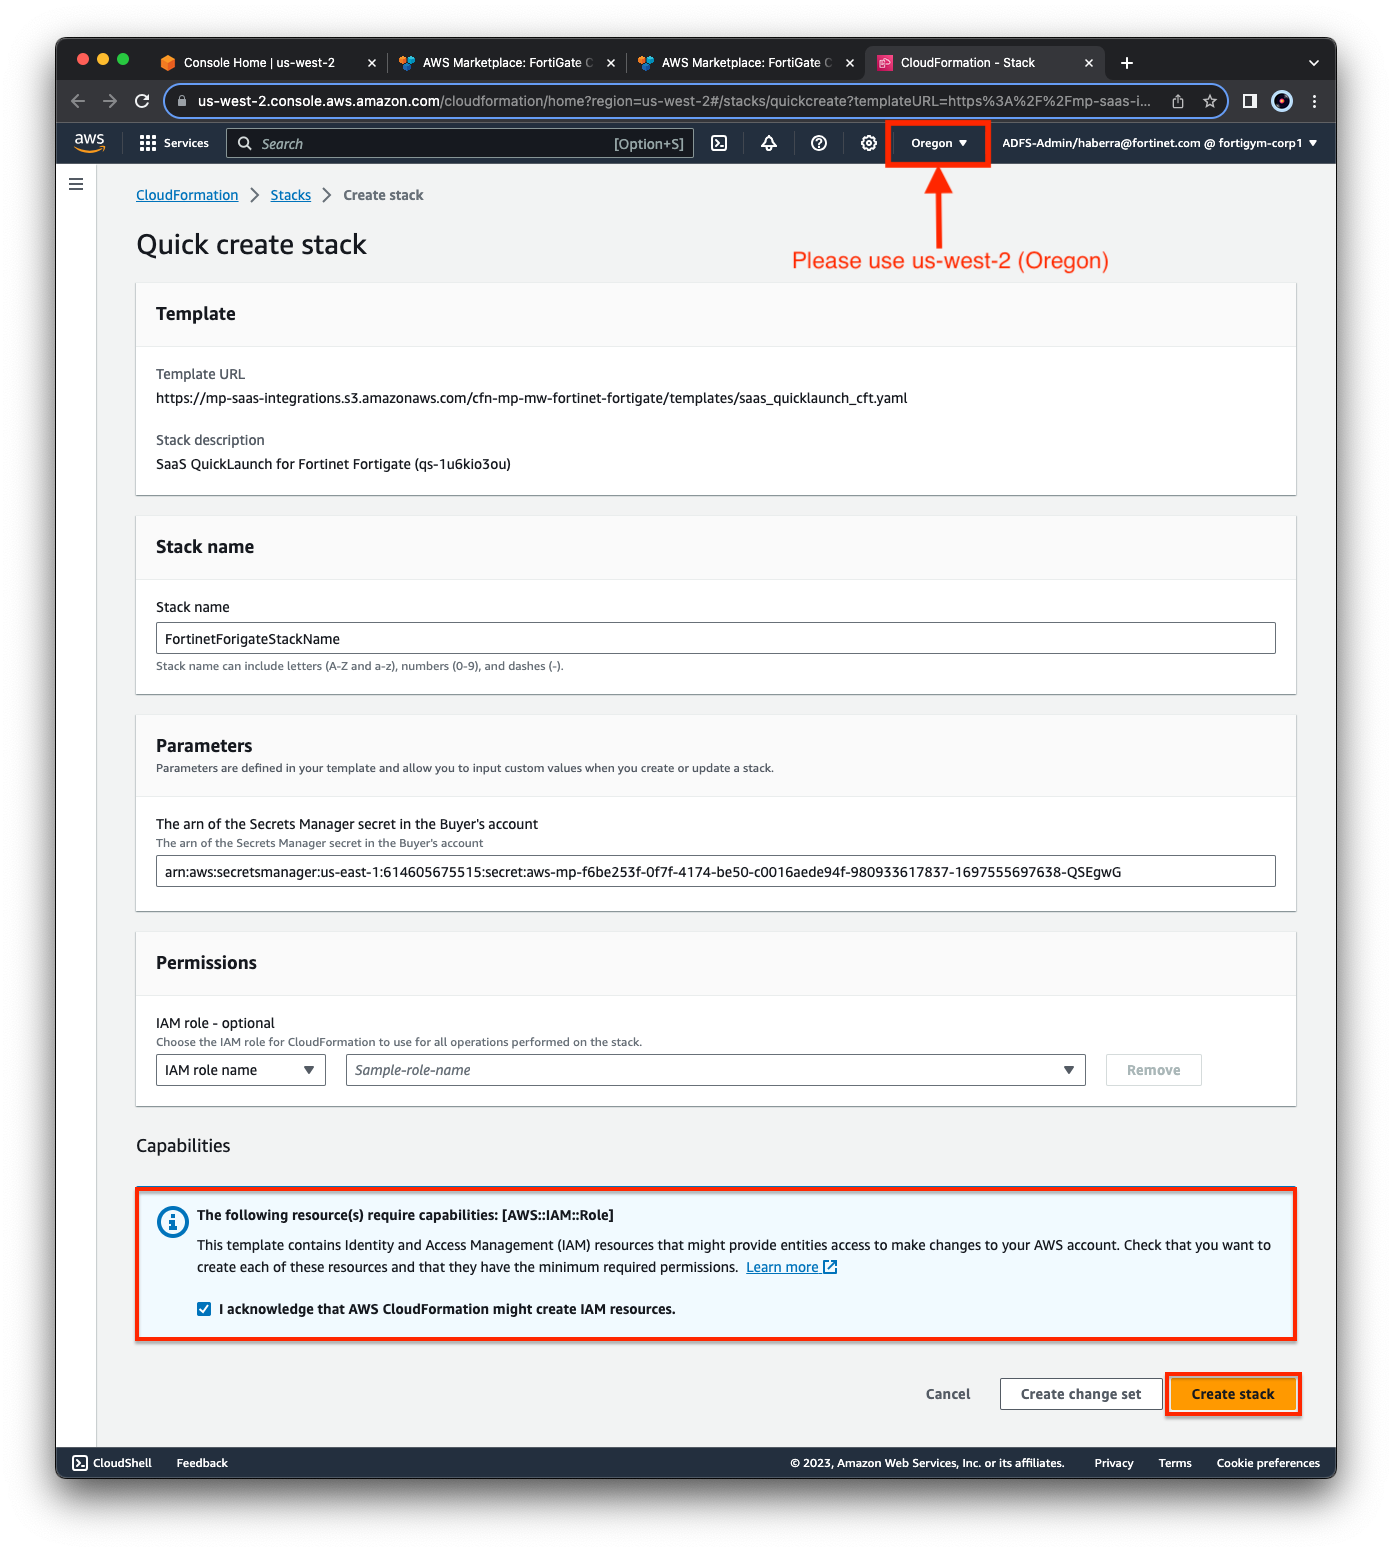 Console Home | us-west-2
AWS Marketplace: FortiGate C
AWS Marketplace: FortiGate C
CloudFormation - Stack
us-west-2.console.aws.amazon.com/cloudformation/home?region=us-west-2#/stacks/quickcreate?templateURL=https%3A%2F%2Fmp-saas-i...
aws
Services
Search
[Option+S]
Oregon
ADFS-Admin/haberra@fortinet.com @ fortigym-corp1
CloudFormation
Stacks
Create stack
Quick create stack
Please use us-west-2 (Oregon)
Template
Template URL
https://mp-saas-integrations.s3.amazonaws.com/cfn-mp-mw-fortinet-fortigate/templates/saas_quicklaunch_cft.yaml
Stack description
SaaS QuickLaunch for Fortinet Fortigate (qs-1u6kio3ou)
Stack name
Stack name
FortinetForigateStackName
Stack name can include letters (A-Z and a-z), numbers (0-9), and dashes (-).
Parameters
Parameters are defined in your template and allow you to input custom values when you create or update a stack.
The arn of the Secrets Manager secret in the Buyer's account
The arn of the Secrets Manager secret in the Buyer's account
arn:aws:secretsmanager:us-east-1:614605675515:secret:aws-mp-f6be253f-0f7f-4174-be50-c0016aede94f-980933617837-1697555697638-QSEgwG
Permissions
IAM role - optional
Choose the IAM role for CloudFormation to use for all operations performed on the stack.
IAM role name
Sample-role-name
Remove
Capabilities
The following resource(s) require capabilities: [AWS::IAM::Role]
This template contains Identity and Access Management (IAM) resources that might provide entities access to make changes to your AWS account. Check that you want to
create each of these resources and that they have the minimum required permissions. Learn more
I acknowledge that AWS CloudFormation might create IAM resources.
Cancel
Create change set
Create stack
CloudShell
Feedback
© 2023, Amazon Web Services, Inc. or its affiliates.
Privacy
Terms
Cookie preferences